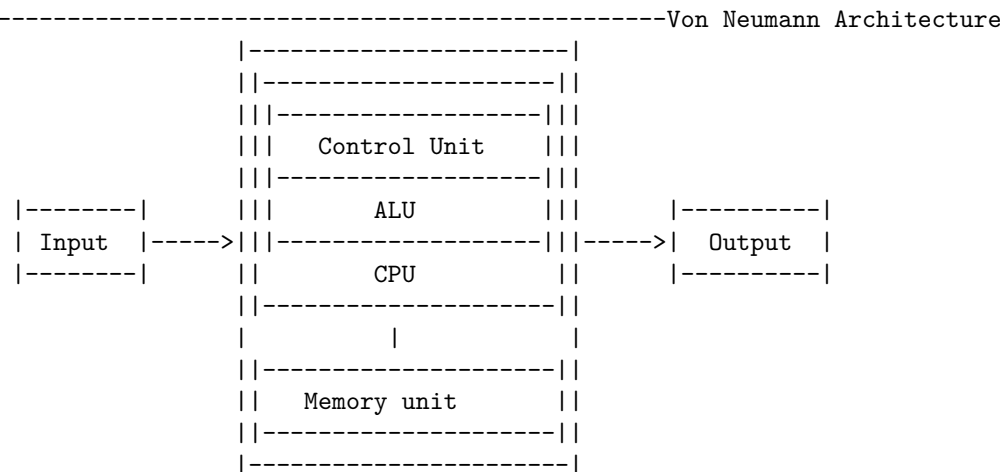 --------------------------------------------------Von Neumann Architecture
|-----------------------|
||---------------------||
|||-------------------|||
||| Control Unit |||
|||-------------------|||
|--------| ||| ALU ||| |----------|
| Input |----->|||-------------------|||----->| Output |
|--------| || CPU || |----------|
||---------------------||
| | |
||---------------------||
|| Memory unit ||
||---------------------||
|-----------------------|